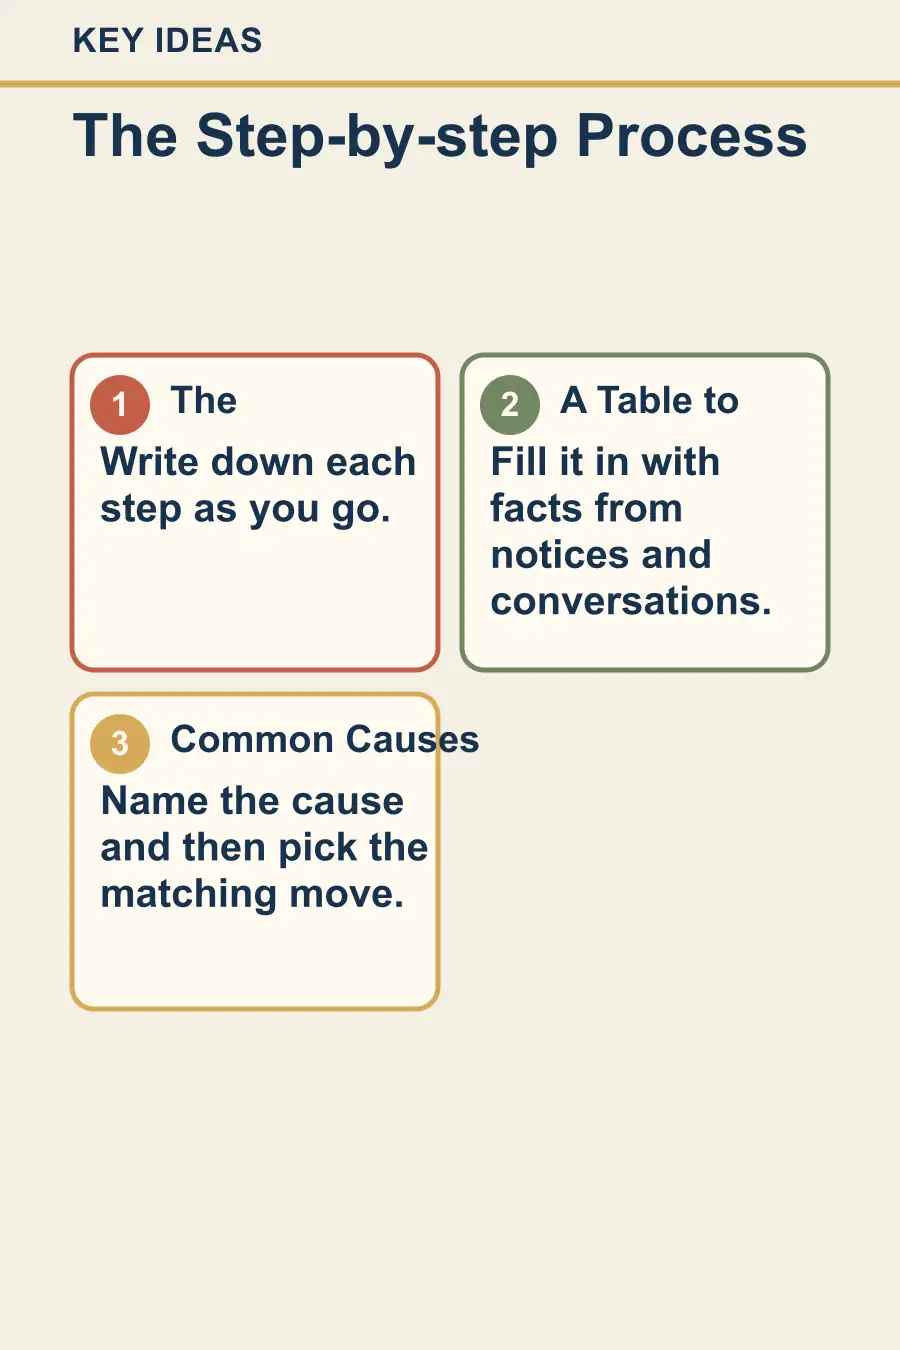 KEY IDEAS
The Step-by-step Process
1 The
Write down each
step as you go.
2 A Table to
Fill it in with
facts from
notices and
conversations.
3 Common Causes
Name the cause
and then pick the
matching move.